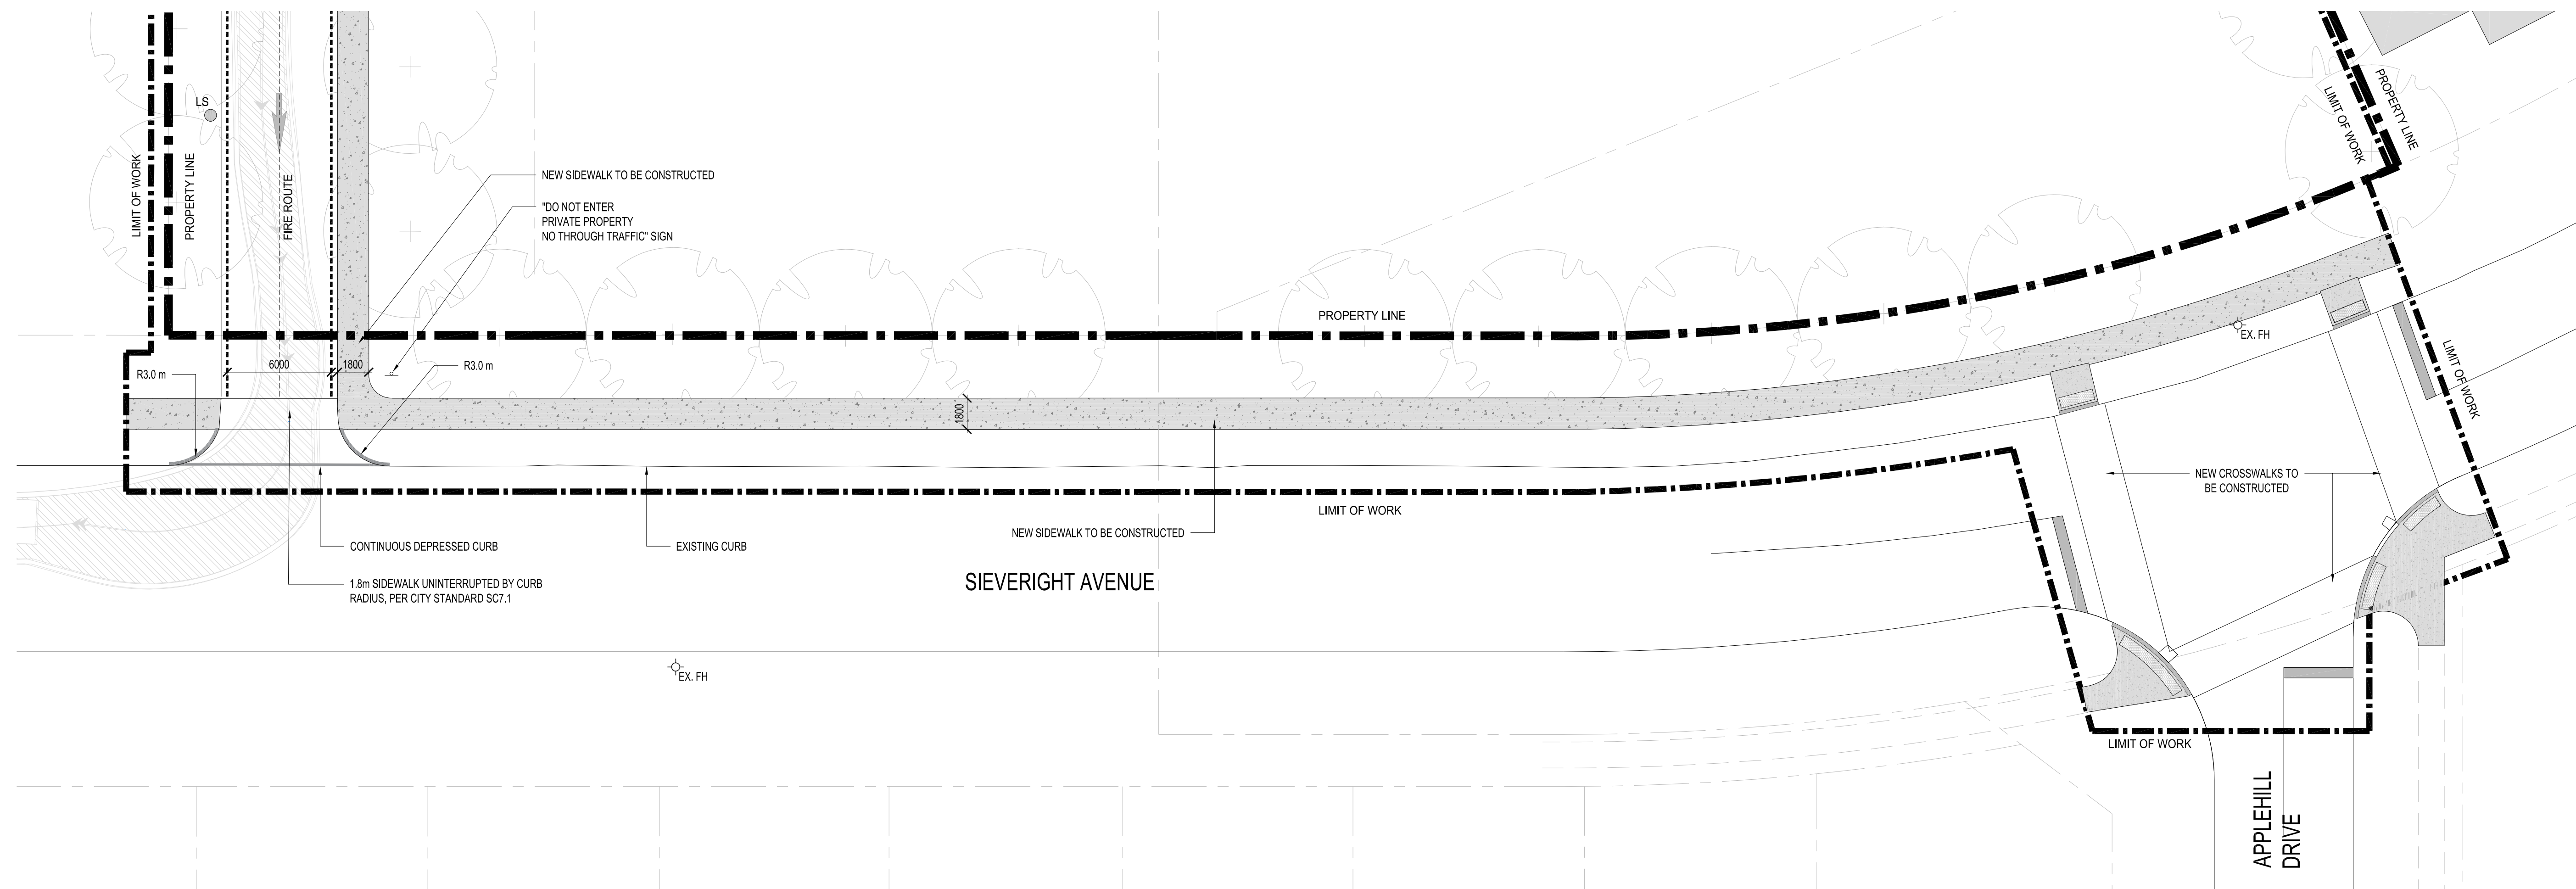 LS
LIMIT OF WORK
PROPERTY LINE
FIRE ROUTE
NEW SIDEWALK TO BE CONSTRUCTED
"DO NOT ENTER
PRIVATE PROPERTY
NO THROUGH TRAFFIC" SIGN
6000
1800
R3.0 m
R3.0 m
PROPERTY LINE
1800
LIMIT OF WORK
PROPERTY LINE
EX. FH
LIMIT OF WORK
NEW CROSSWALKS TO
BE CONSTRUCTED
LIMIT OF WORK
NEW SIDEWALK TO BE CONSTRUCTED
CONTINUOUS DEPRESSED CURB
EXISTING CURB
1.8m SIDEWALK UNINTERRUPTED BY CURB
RADIUS, PER CITY STANDARD SC7.1
SIEVERIGHT AVENUE
EX. FH
LIMIT OF WORK
APPLEHILL
DRIVE